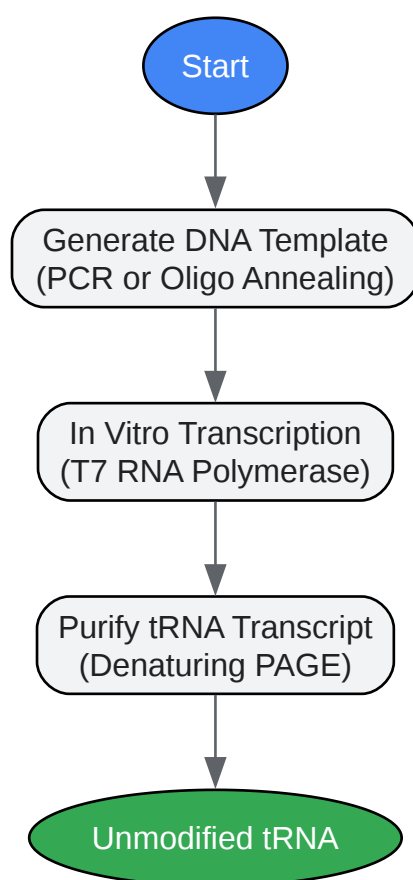 Start
Generate DNA Template
(PCR or Oligo Annealing)
In Vitro Transcription
(T7 RNA Polymerase)
Purify tRNA Transcript
(Denaturing PAGE)
Unmodified tRNA